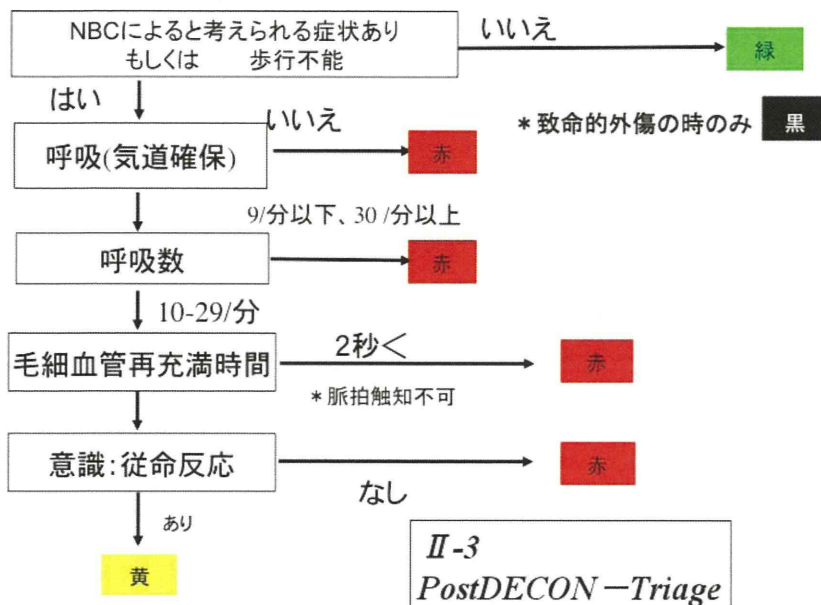 NBCによると考えられる症状あり
もしくは 歩行不能
いいえ
緑
はい
いいえ
*致命的外傷の時のみ
黒
呼吸(気道確保)
赤
9/分以下、30 /分以上
呼吸数
赤
10-29/分
毛細血管再充満時間
2秒<
赤
*脈拍触知不可
意識:従命反応
赤
なし
あり
黄
Ⅱ-3
PostDECON-Triage